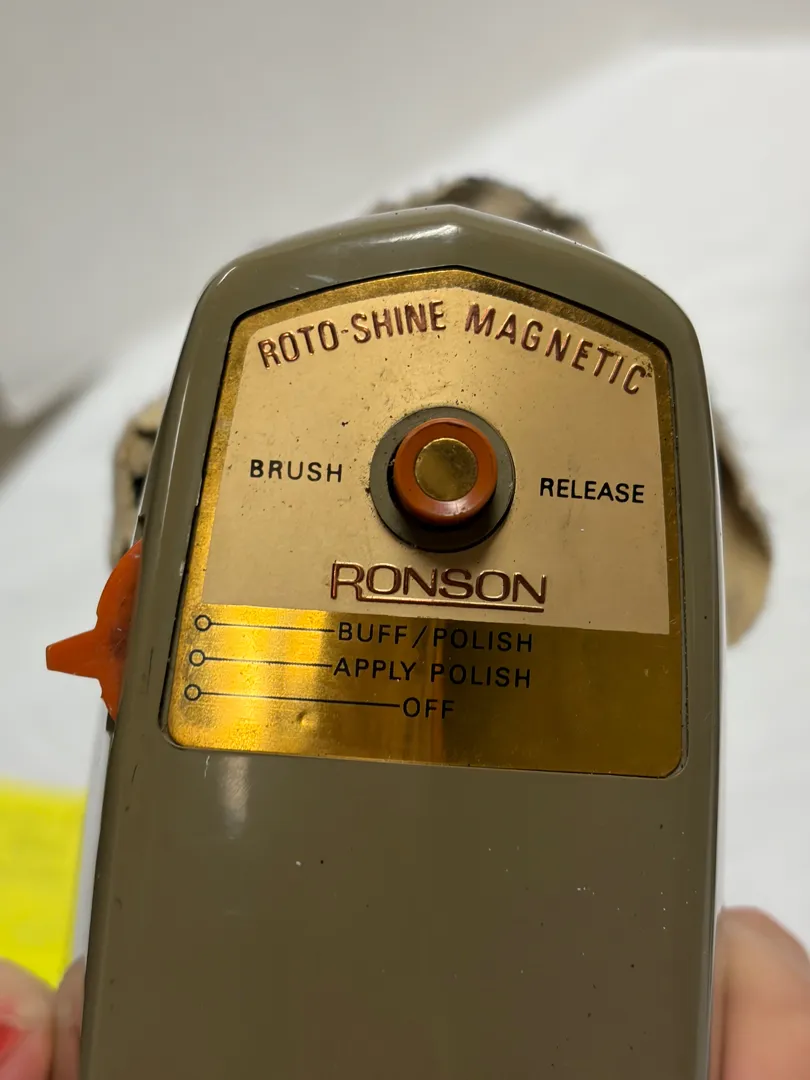 ROTO-SHINE MAGNETIC
BRUSH RELEASE
RONSON
BUFF/POLISH
APPLY POLISH
OFF